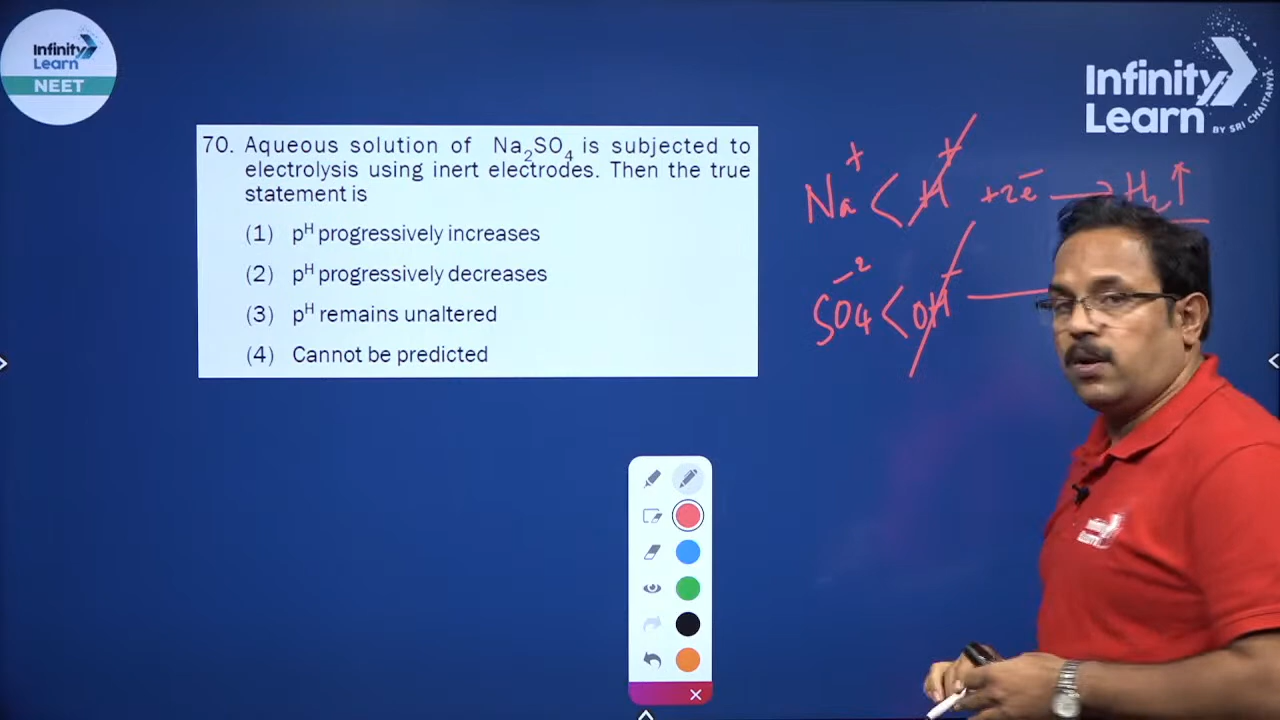 Infinity
Learn
NEET
Infinity
Learn
BY SRI CHAITANYA
70. Aqueous solution of Na₂SO₄ is subjected to
electrolysis using inert electrodes. Then the true
statement is
(1) pᴴ progressively increases
(2) pᴴ progressively decreases
(3) pᴴ remains unaltered
(4) Cannot be predicted
Na⁺ < H⁺ +2e⁻ → H₂↑
SO₄⁻² < OH⁻
Infinity
Learn